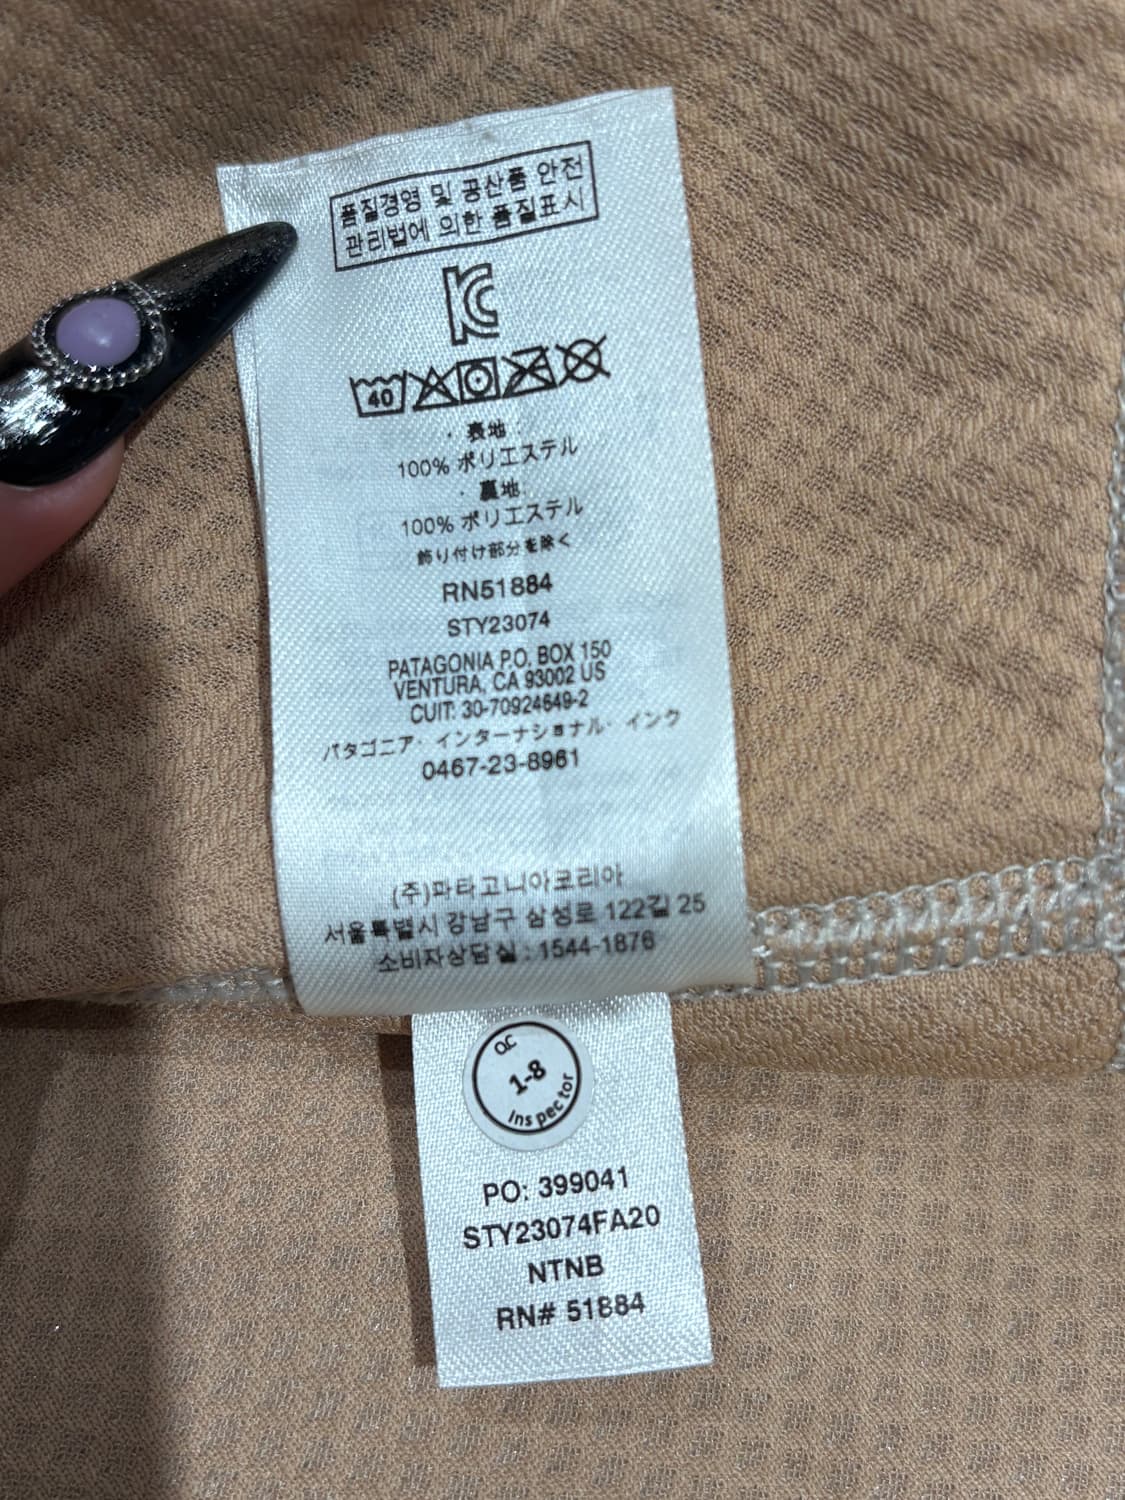 품질경영 및 공산품 안전
관리법에 의한 품질표시
KC
40
・表地:
100% ポリエステル
・裏地:
100% ポリエステル
飾り付け部分を除く
RN51884
STY23074
PATAGONIA P.O. BOX 150
VENTURA, CA 93002 US
CUIT: 30-70924649-2
パタゴニア・インターナショナル・インク
0467-23-8961
(주)파타고니아코리아
서울특별시 강남구 삼성로 122길 25
소비자상담실 : 1544-1876
QC
1-8
Inspector
PO: 399041
STY23074FA20
NTNB
RN# 51884